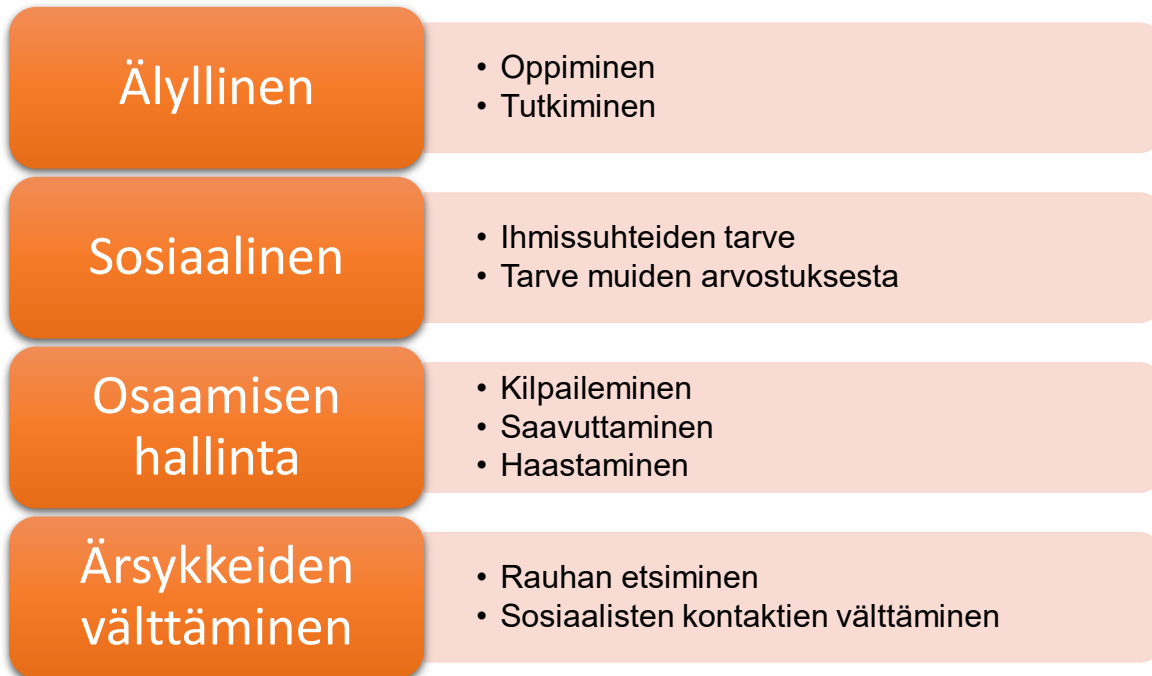 Älyllinen
• Oppiminen
• Tutkiminen
Sosiaalinen
• Ihmissuhteiden tarve
• Tarve muiden arvostuksesta
Osaamisen
hallinta
• Kilpaileminen
• Saavuttaminen
• Haastaminen
Ärsykkeiden
välttäminen
• Rauhan etsiminen
• Sosiaalisten kontaktien välttäminen